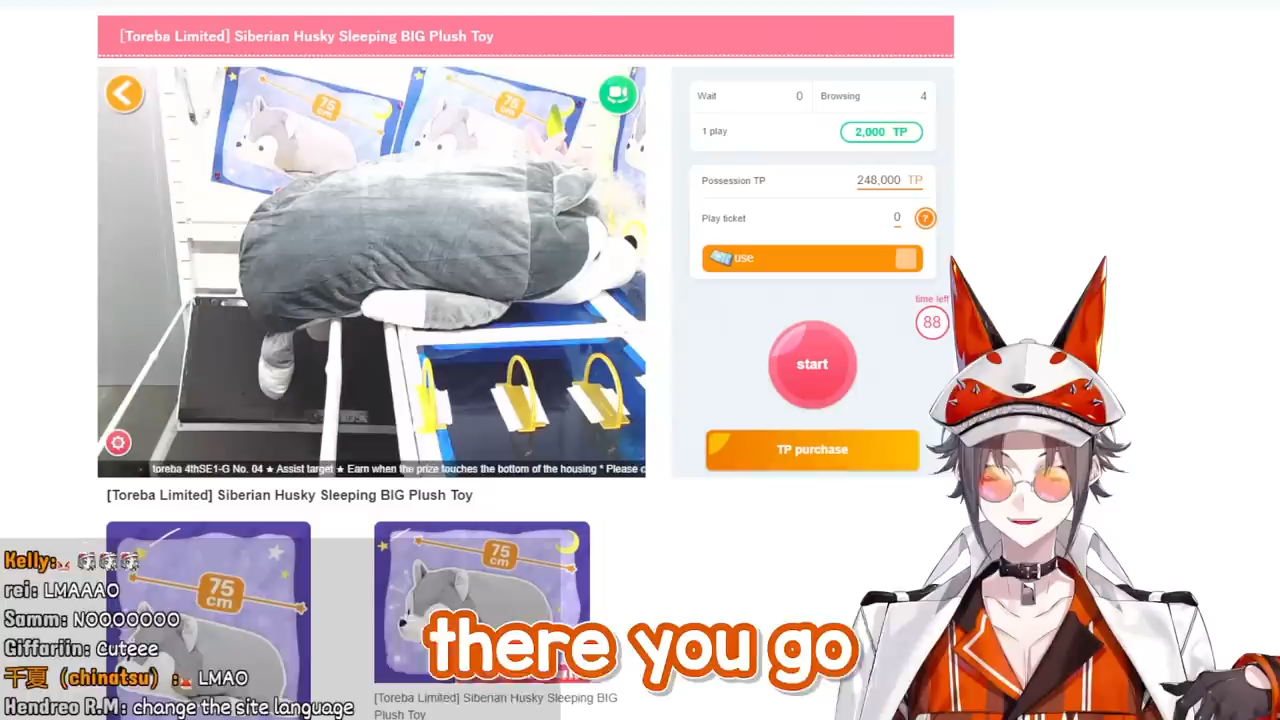 [Toreba Limited] Siberian Husky Sleeping BIG Plush Toy
75
cm
75
cm
Wait 0 Browsing 4
1 play 2,000 TP
Possession TP 248,000 TP
Play ticket 0 ?
use
time left
88
start
TP purchase
toreba 4thSE1-G No. 04 ★ Assist target ★ Earn when the prize touches the bottom of the housing * Please
[Toreba Limited] Siberian Husky Sleeping BIG Plush Toy
75
cm
75
cm
Kelly:
rei: LMAAAO
Samm: NOOOOOOO
Giffariin: Cuteee
千夏 (chinatsu) : LMAO
Hendreo R.M: change the site language
there you go
[Toreba Limited] Siberian Husky Sleeping BIG
Plush Toy